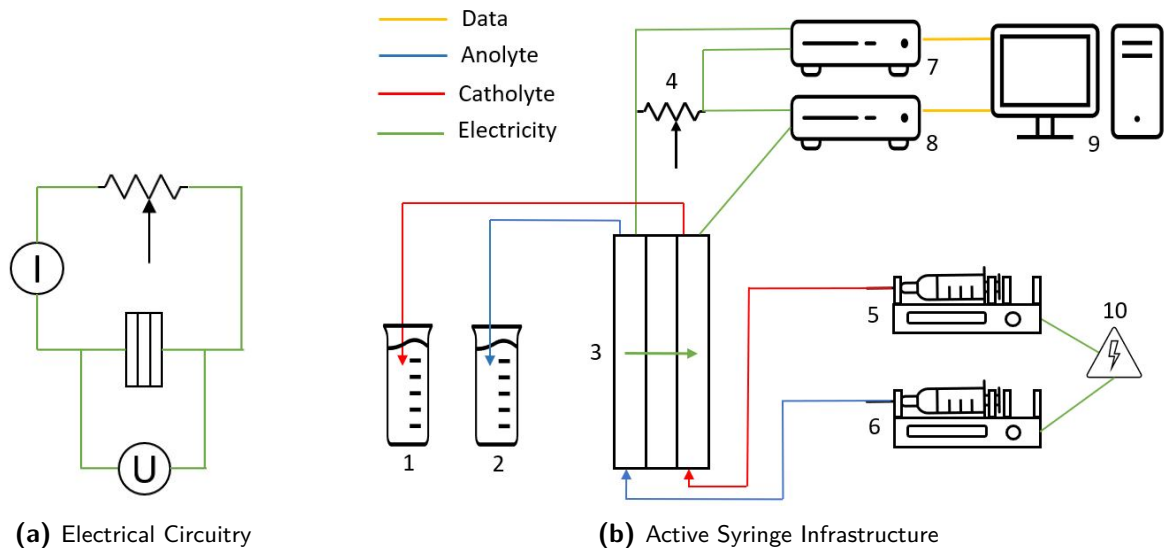 Data
Anolyte
Catholyte
Electricity
4
7
8
9
I
U
3
1
2
5
6
10
(a) Electrical Circuitry
(b) Active Syringe Infrastructure